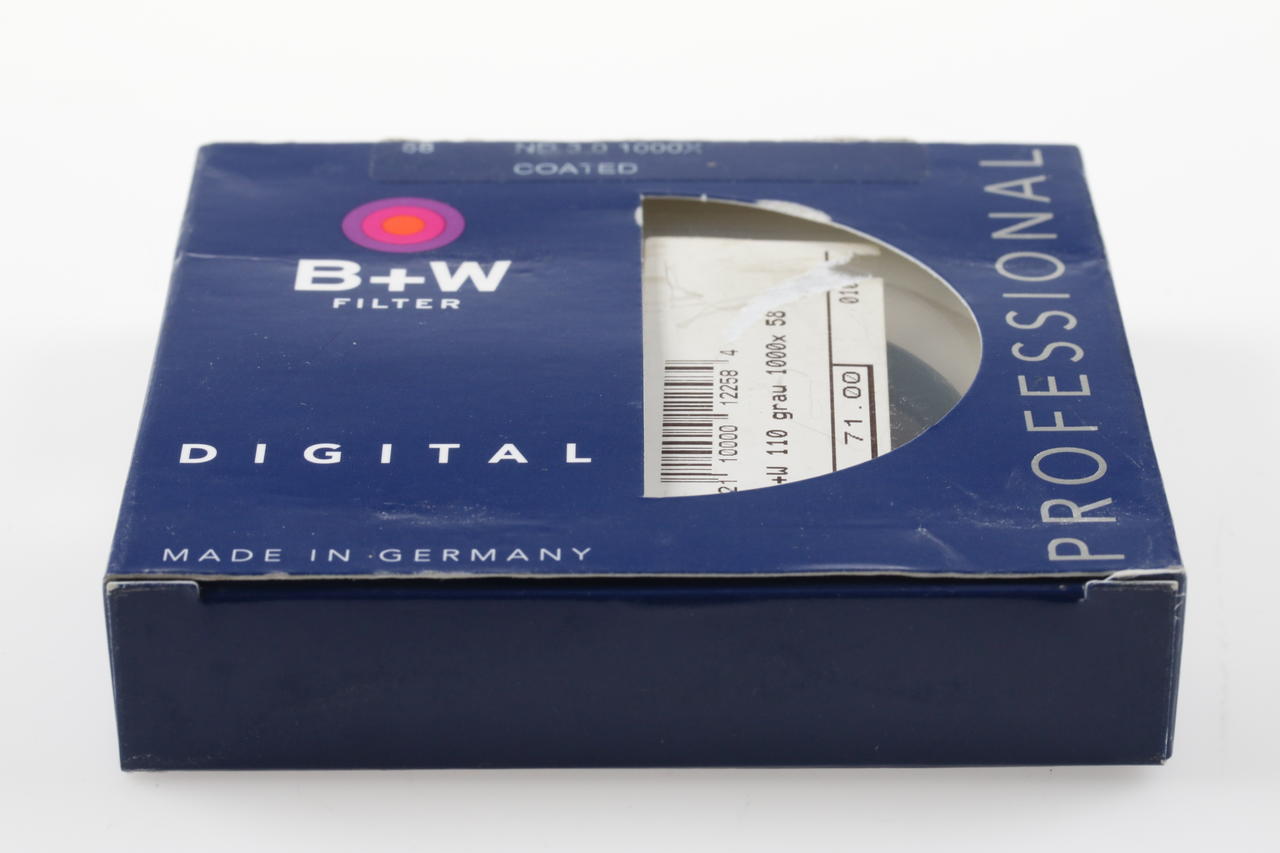 58 ND 3.0 1000X
COATED
B+W
FILTER
DIGITAL
MADE IN GERMANY
PROFESSIONAL
21 10000 12258 4
+W 110 grau 1000x 58
71.00